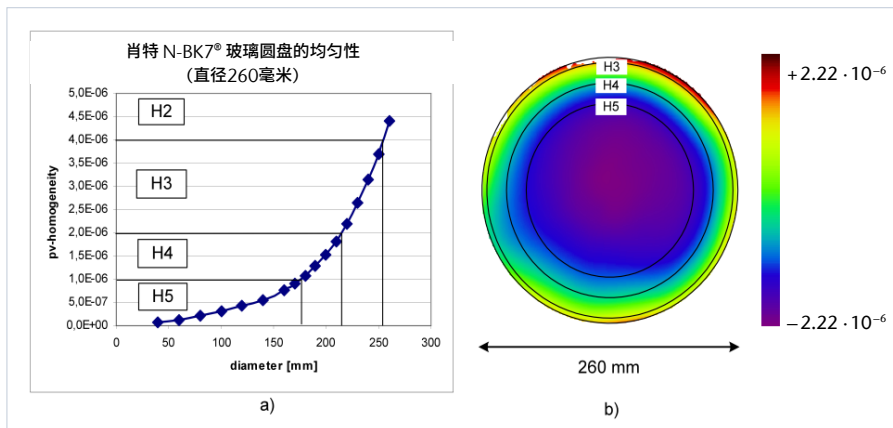 肖特 N-BK7® 玻璃圆盘的均匀性
（直径260毫米）
5,0E-06
4,5E-06
4,0E-06
3,5E-06
3,0E-06
2,5E-06
2,0E-06
1,5E-06
1,0E-06
5,0E-07
0,0E+00
pv-homogeneity
H2
H3
H4
H5
0 50 100 150 200 250 300
diameter [mm]
a)
H3
H4
H5
260 mm
b)
+2.22 · 10⁻⁶
−2.22 · 10⁻⁶